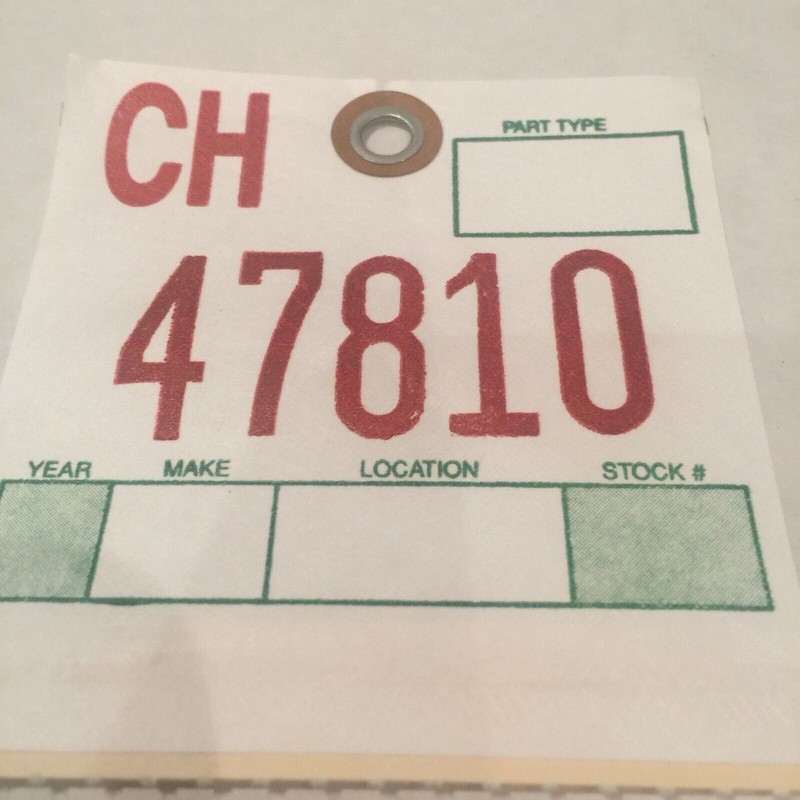 CH
PART TYPE
47810
YEAR MAKE LOCATION STOCK #